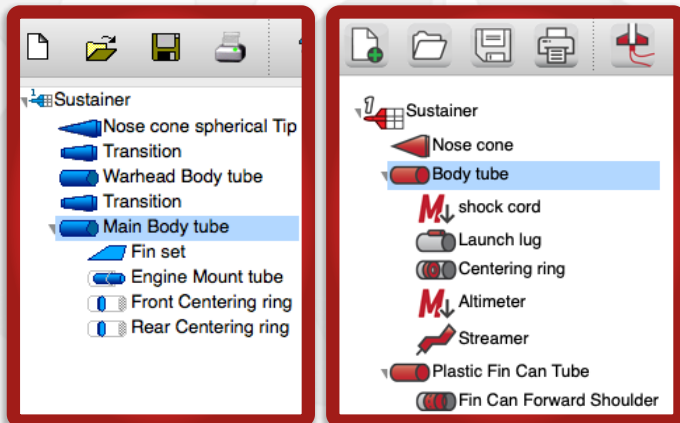 1
Sustainer
Nose cone spherical Tip
Transition
Warhead Body tube
Transition
Main Body tube
Fin set
Engine Mount tube
Front Centering ring
Rear Centering ring
1
Sustainer
Nose cone
Body tube
M shock cord
Launch lug
Centering ring
M Altimeter
Streamer
Plastic Fin Can Tube
Fin Can Forward Shoulder